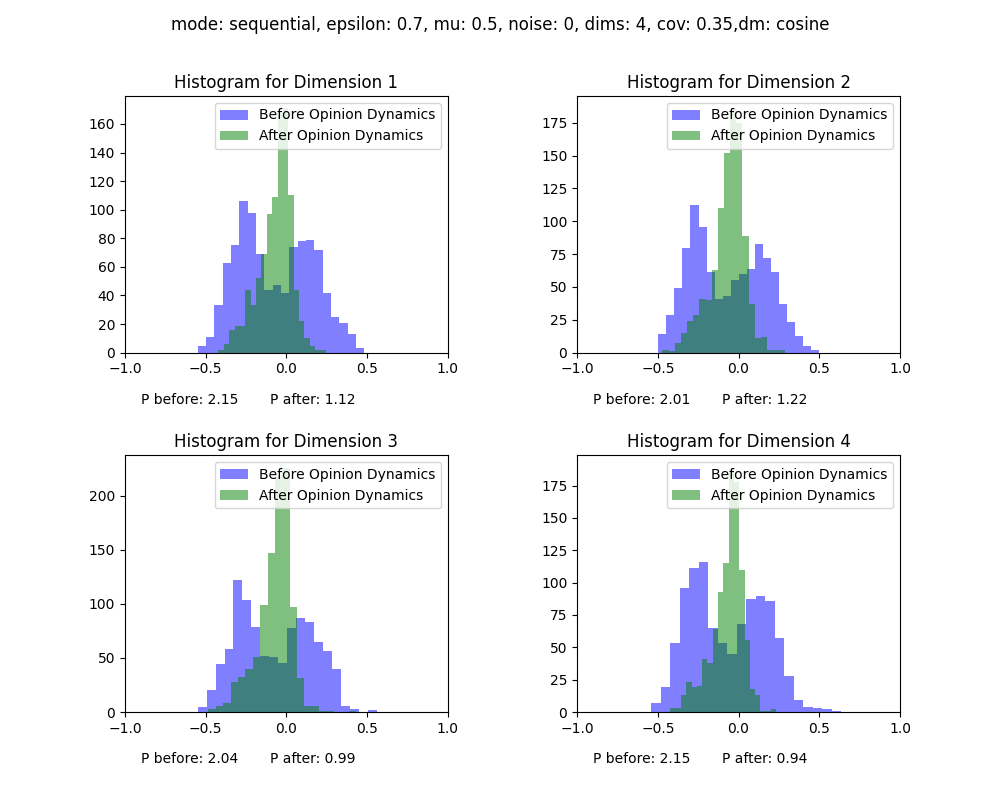 mode: sequential, epsilon: 0.7, mu: 0.5, noise: 0, dims: 4, cov: 0.35,dm: cosine
Histogram for Dimension 1
Before Opinion Dynamics
After Opinion Dynamics
160
140
120
100
80
60
40
20
0
−1.0 −0.5 0.0 0.5 1.0
P before: 2.15 P after: 1.12
Histogram for Dimension 2
Before Opinion Dynamics
After Opinion Dynamics
175
150
125
100
75
50
25
0
−1.0 −0.5 0.0 0.5 1.0
P before: 2.01 P after: 1.22
Histogram for Dimension 3
Before Opinion Dynamics
After Opinion Dynamics
200
150
100
50
0
−1.0 −0.5 0.0 0.5 1.0
P before: 2.04 P after: 0.99
Histogram for Dimension 4
Before Opinion Dynamics
After Opinion Dynamics
175
150
125
100
75
50
25
0
−1.0 −0.5 0.0 0.5 1.0
P before: 2.15 P after: 0.94